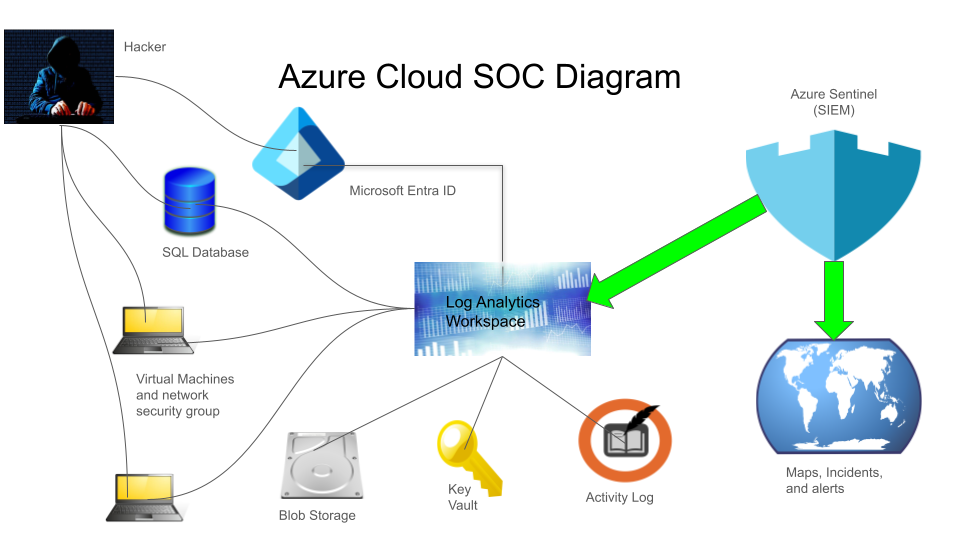 Hacker
Azure Cloud SOC Diagram
Azure Sentinel
(SIEM)
Microsoft Entra ID
SQL Database
Log Analytics
Workspace
Virtual Machines
and network
security group
Maps, Incidents,
and alerts
Key
Vault
Activity Log
Blob Storage